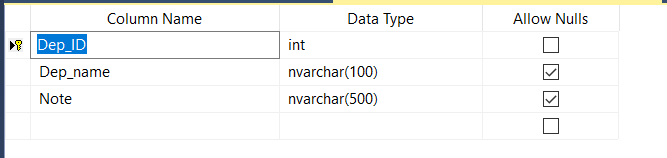 Column Name Data Type Allow Nulls
Dep_ID int
Dep_name nvarchar(100)
Note nvarchar(500)